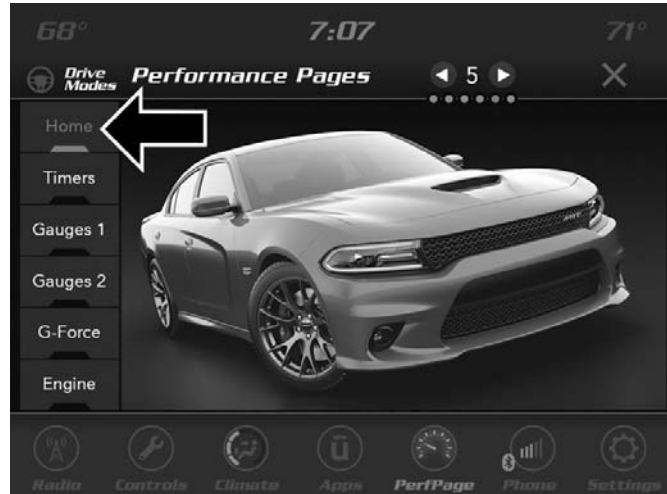 68° 7:07 71°
Drive Modes Performance Pages 5
Home
Timers
Gauges 1
Gauges 2
G-Force
Engine
SRT
Radio Controls Climate Apps PerfPage Phone Settings